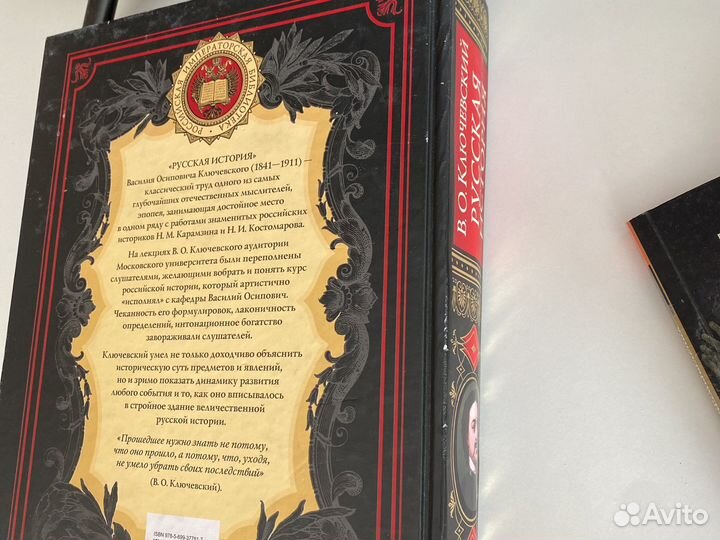 РОССИЙСКАЯ ИМПЕРАТОРСКАЯ БИБЛИОТЕКА
«РУССКАЯ ИСТОРИЯ»
Василия Осиповича Ключевского (1841—1911) —
классический труд одного из самых
глубочайших отечественных мыслителей,
эпопея, занимающая достойное место
в одном ряду с работами знаменитых российских
историков Н. М. Карамзина и Н. И. Костомарова.
На лекциях В. О. Ключевского аудитории
Московского университета были переполнены
слушателями, желающими вобрать и понять курс
российской истории, который артистично
«исполнял» с кафедры Василий Осипович.
Чеканность его формулировок, лаконичность
определений, интонационное богатство
завораживали слушателей.
Ключевский умел не только доходчиво объяснить
историческую суть предметов и явлений,
но и зримо показать динамику развития
любого события и то, как оно вписывалось
в стройное здание величественной
русской истории.
«Прошедшее нужно знать не потому,
что оно прошло, а потому, что, уходя,
не умело убрать своих последствий»
(В. О. Ключевский).
В. О. КЛЮЧЕВСКИЙ
РУССКАЯ
Avito